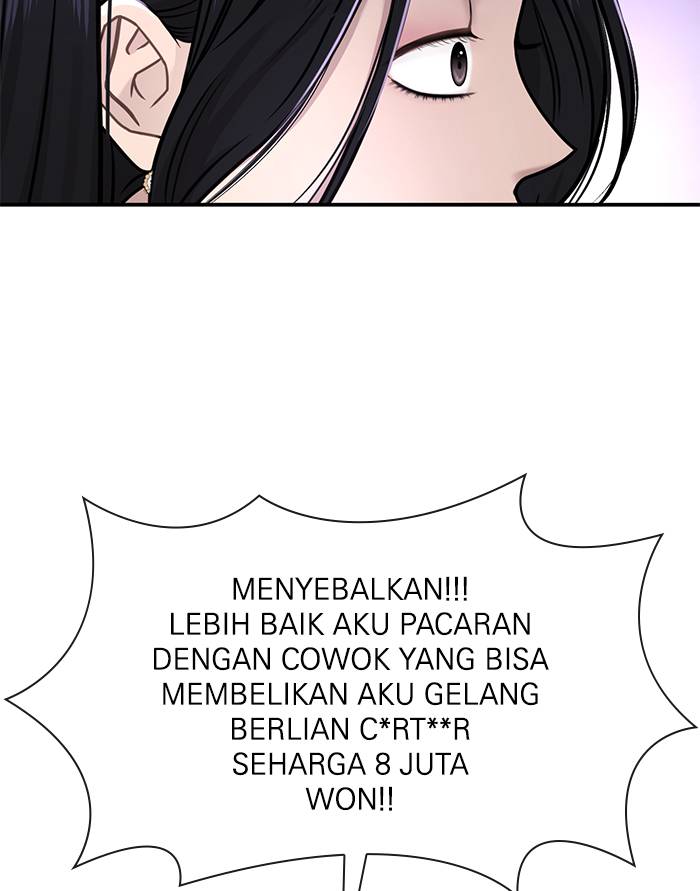 MENYEBALKAN!!!
LEBIH BAIK AKU PACARAN
DENGAN COWOK YANG BISA
MEMBELIKAN AKU GELANG
BERLIAN C*RT**R
SEHARGA 8 JUTA
WON!!